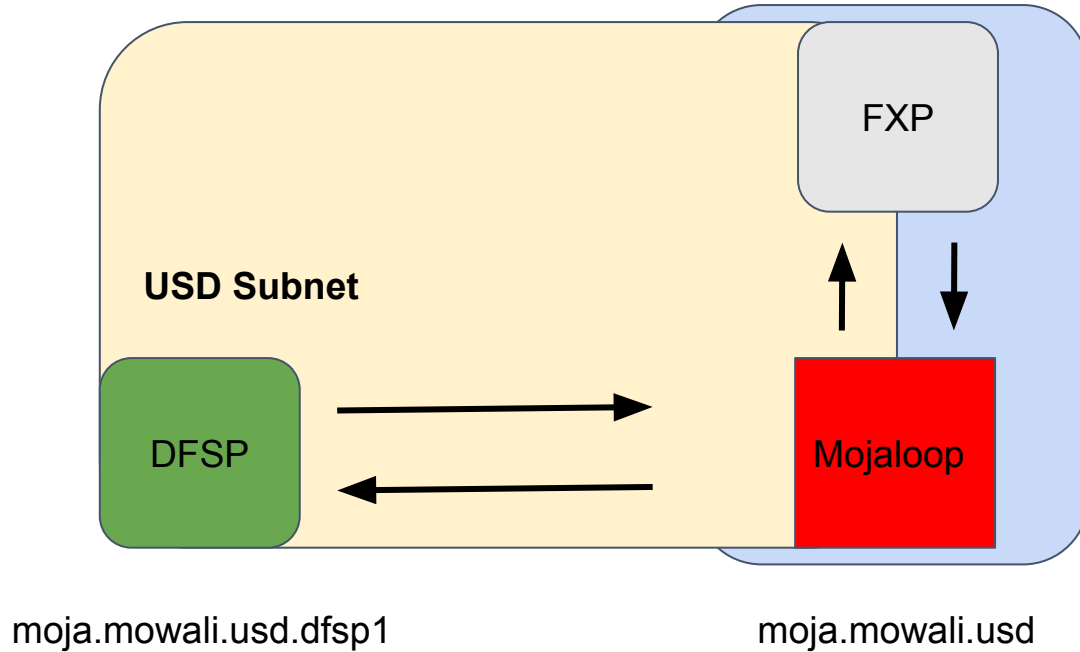 FXP
USD Subnet
DFSP
Mojaloop
moja.mowali.usd.dfsp1
moja.mowali.usd